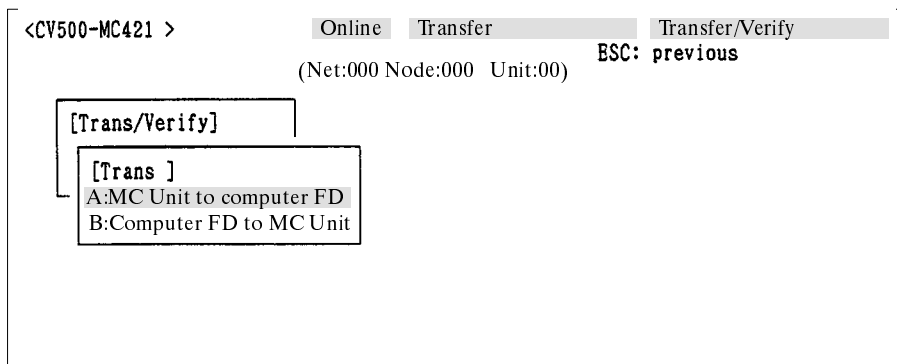 <CV500-MC421 > Online Transfer Transfer/Verify
ESC: previous
(Net:000 Node:000 Unit:00)
[Trans/Verify]
[Trans ]
A:MC Unit to computer FD
B:Computer FD to MC Unit